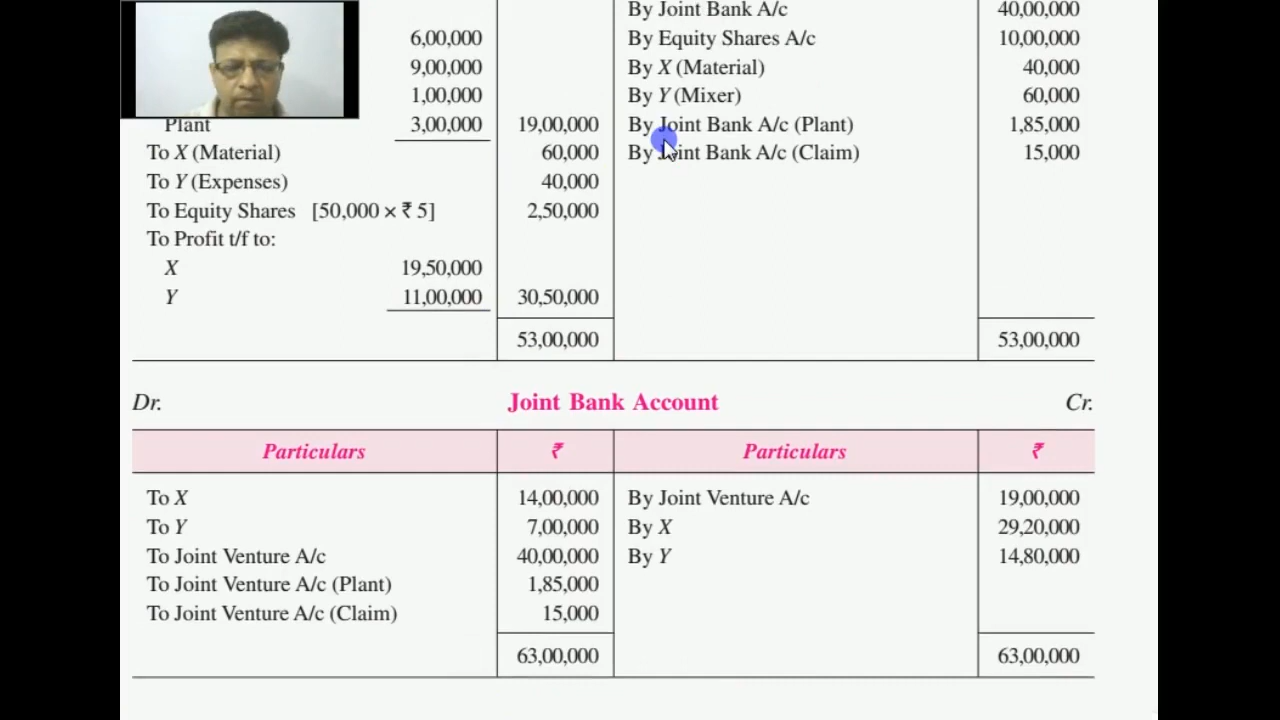 By Joint Bank A/c 40,00,000
6,00,000 By Equity Shares A/c 10,00,000
9,00,000 By X (Material) 40,000
1,00,000 By Y (Mixer) 60,000
Plant 3,00,000 19,00,000 By Joint Bank A/c (Plant) 1,85,000
To X (Material) 60,000 By Joint Bank A/c (Claim) 15,000
To Y (Expenses) 40,000
To Equity Shares [50,000 × ₹ 5] 2,50,000
To Profit t/f to:
X 19,50,000
Y 11,00,000 30,50,000
53,00,000 53,00,000
Dr. Joint Bank Account Cr.
Particulars ₹ Particulars ₹
To X 14,00,000 By Joint Venture A/c 19,00,000
To Y 7,00,000 By X 29,20,000
To Joint Venture A/c 40,00,000 By Y 14,80,000
To Joint Venture A/c (Plant) 1,85,000
To Joint Venture A/c (Claim) 15,000
63,00,000 63,00,000